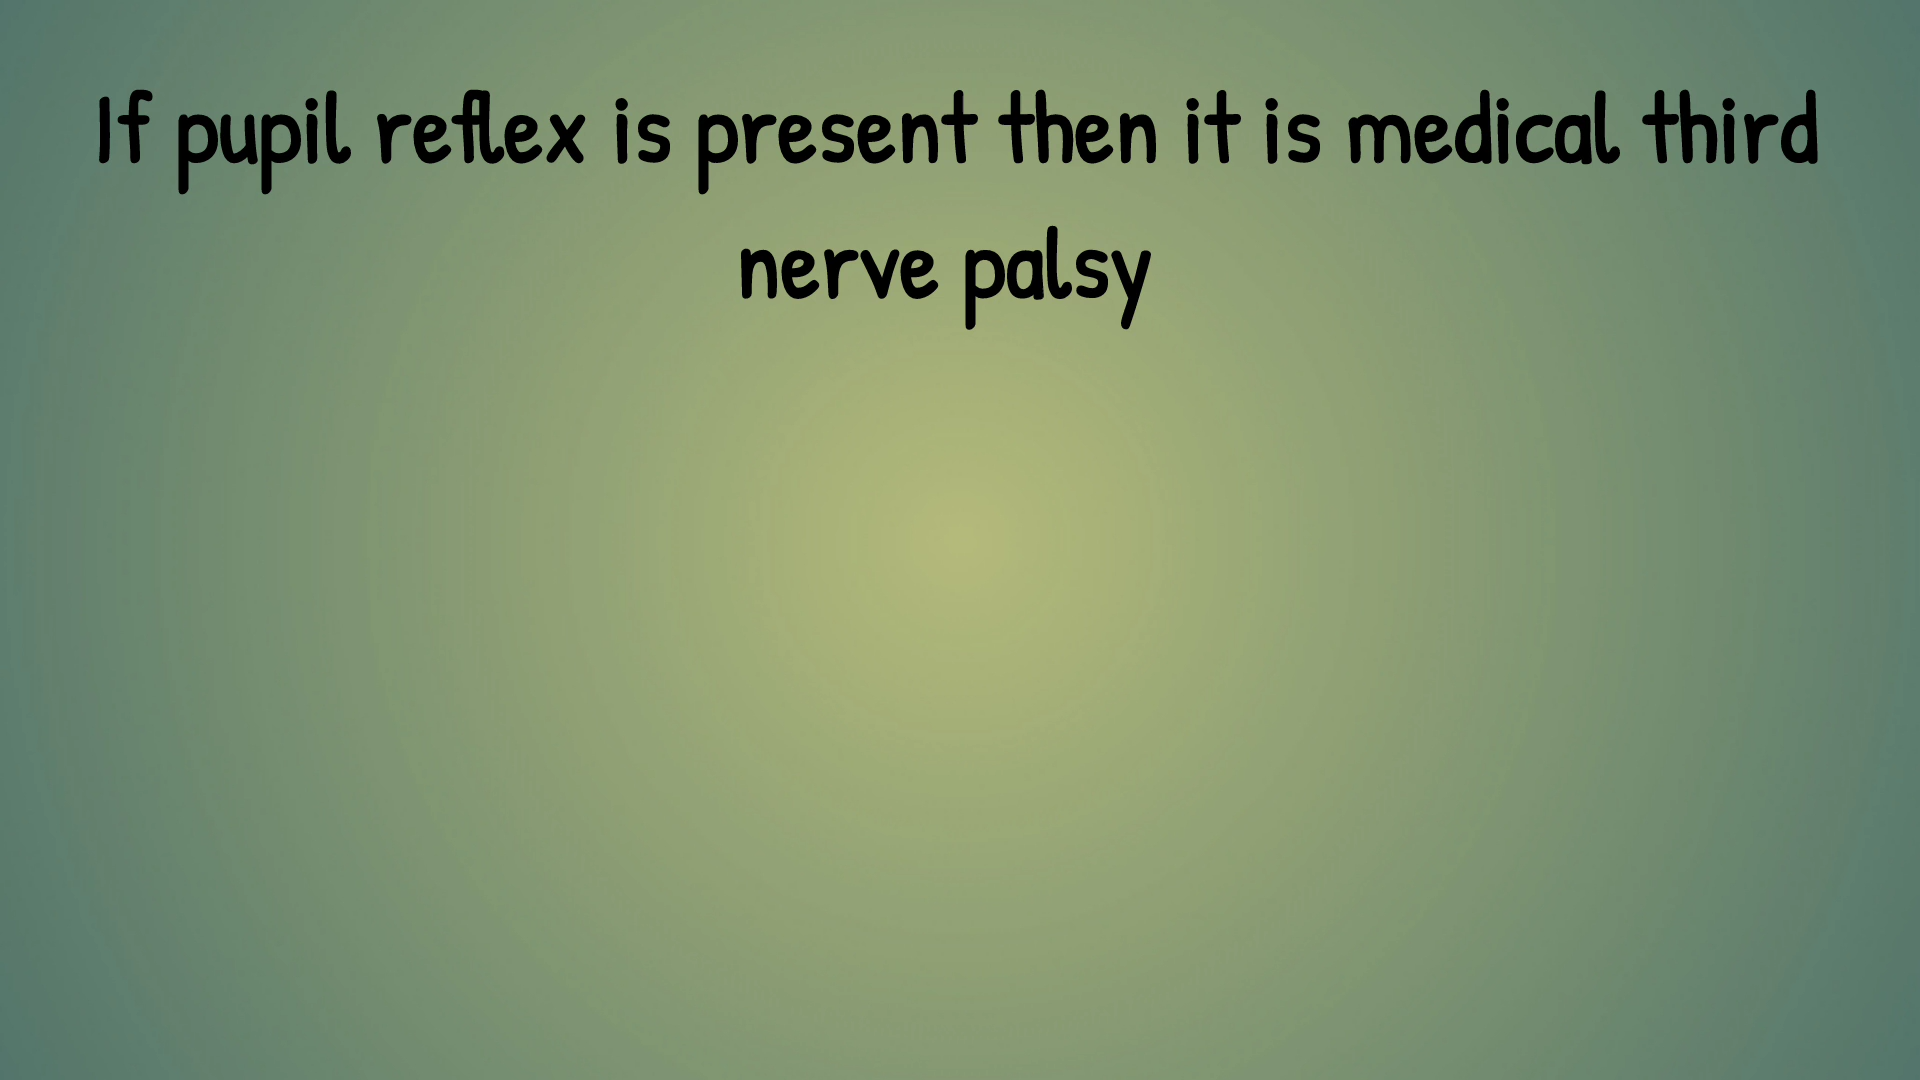 If pupil reflex is present then it is medical third
nerve palsy